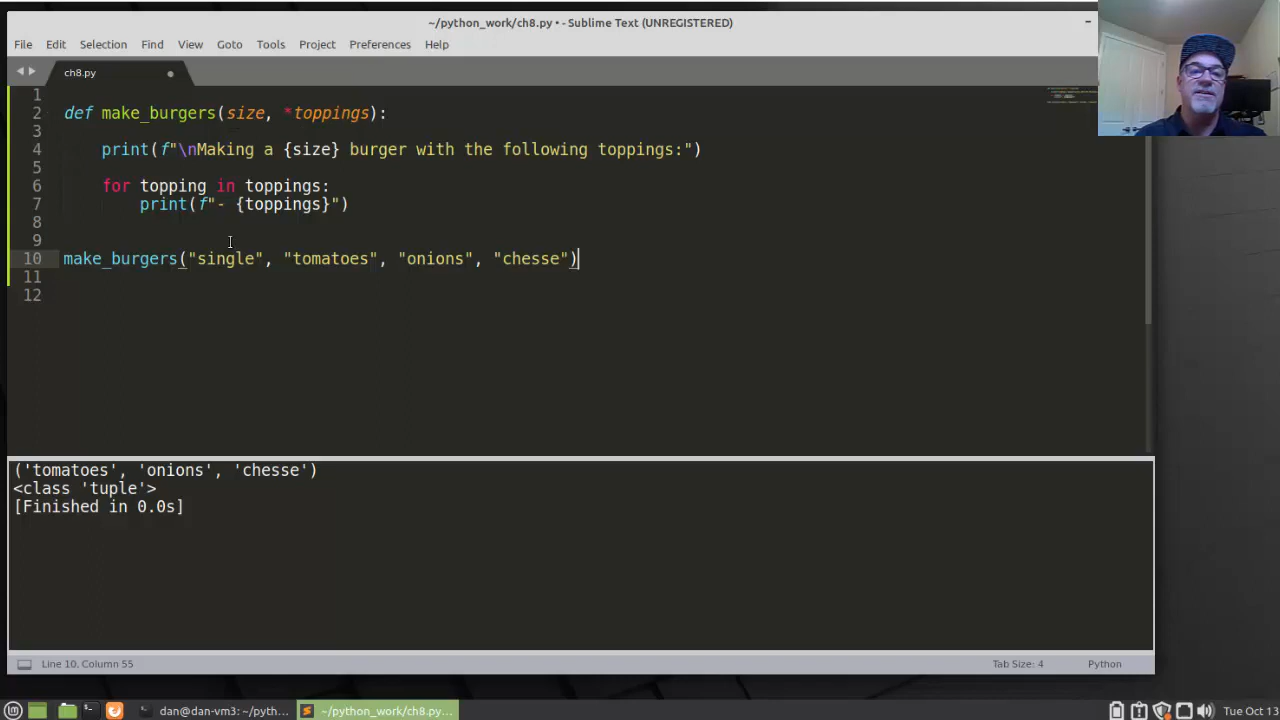 ~/python_work/ch8.py • - Sublime Text (UNREGISTERED)
File Edit Selection Find View Goto Tools Project Preferences Help
ch8.py
1
2 def make_burgers(size, *toppings):
3
4 print(f"\nMaking a {size} burger with the following toppings:")
5
6 for topping in toppings:
7 print(f"- {toppings}")
8
9
10 make_burgers("single", "tomatoes", "onions", "chesse")
11
12
('tomatoes', 'onions', 'chesse')
<class 'tuple'>
[Finished in 0.0s]
Line 10, Column 55 Tab Size: 4 Python
dan@dan-vm3: ~/pyth... ~/python_work/ch8.py... Tue Oct 13